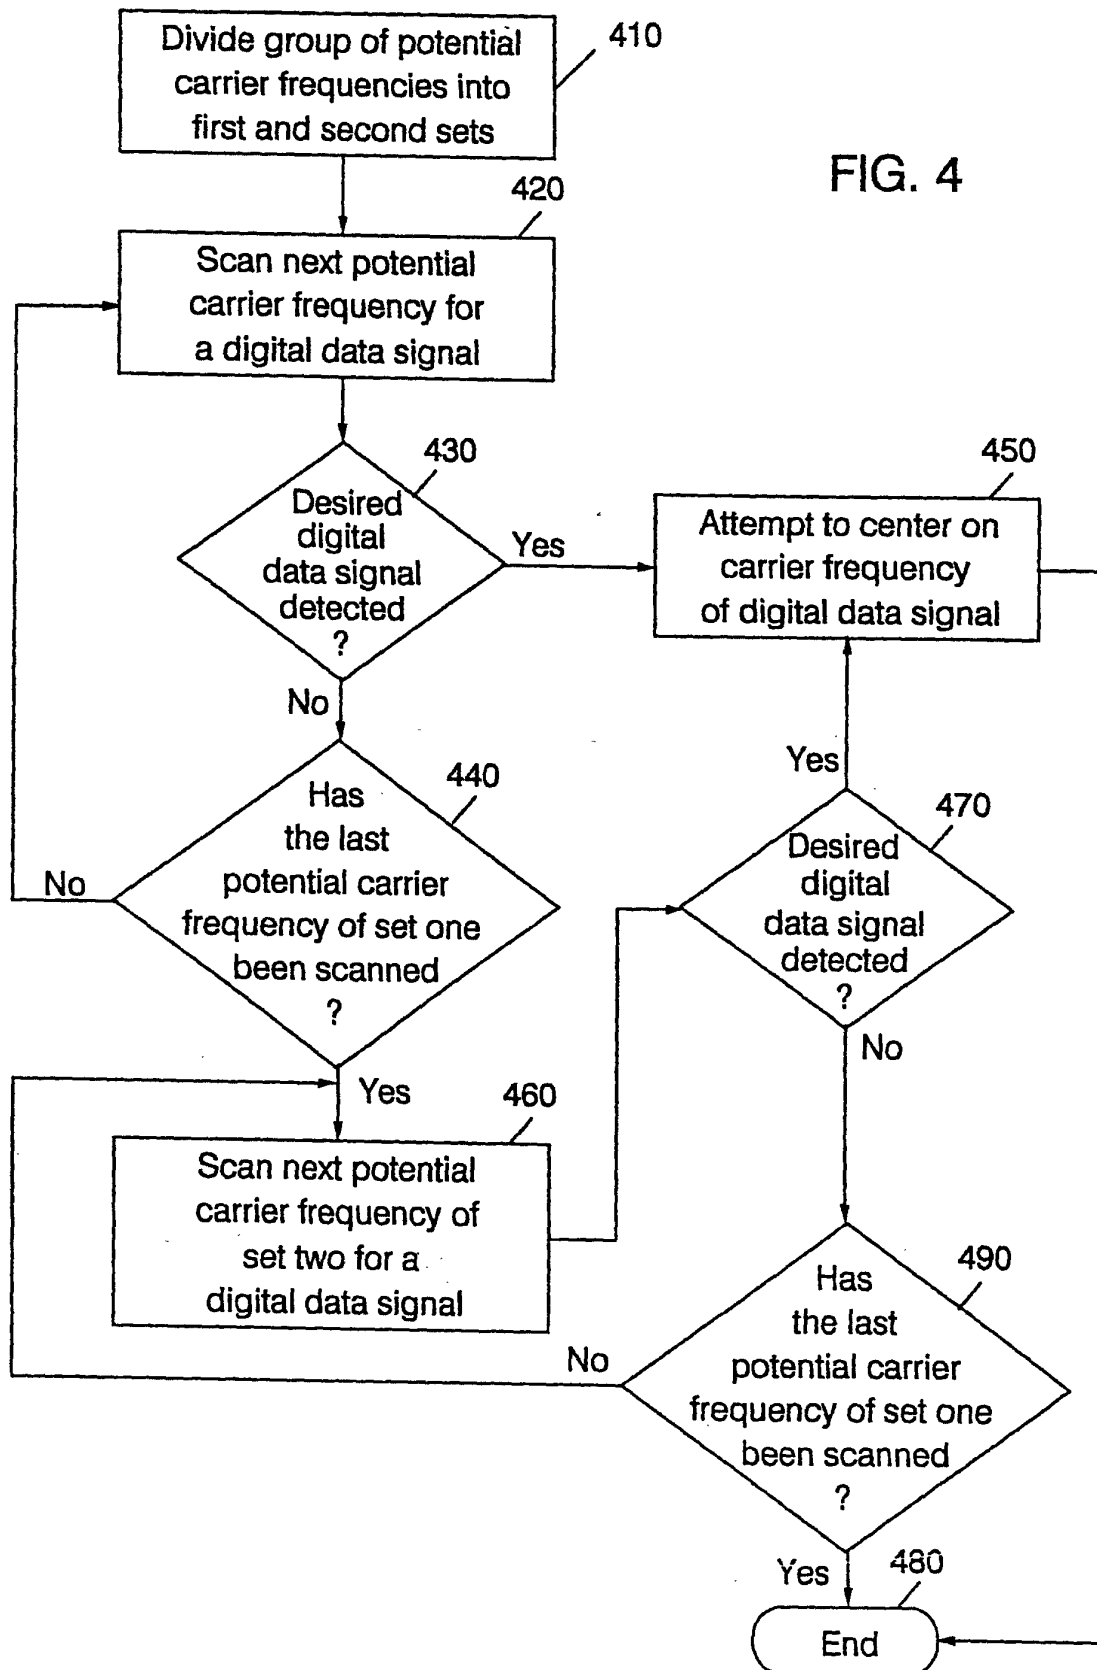 Divide group of potential
carrier frequencies into
first and second sets
410
FIG. 4
420
Scan next potential
carrier frequency for
a digital data signal
430
Desired
digital
data signal
detected
?
Yes
No
450
Attempt to center on
carrier frequency
of digital data signal
440
Has
the last
potential carrier
frequency of set one
been scanned
?
No
Yes
460
Scan next potential
carrier frequency of
set two for a
digital data signal
Yes
470
Desired
digital
data signal
detected
?
No
490
Has
the last
potential carrier
frequency of set one
been scanned
?
No
Yes
480
End